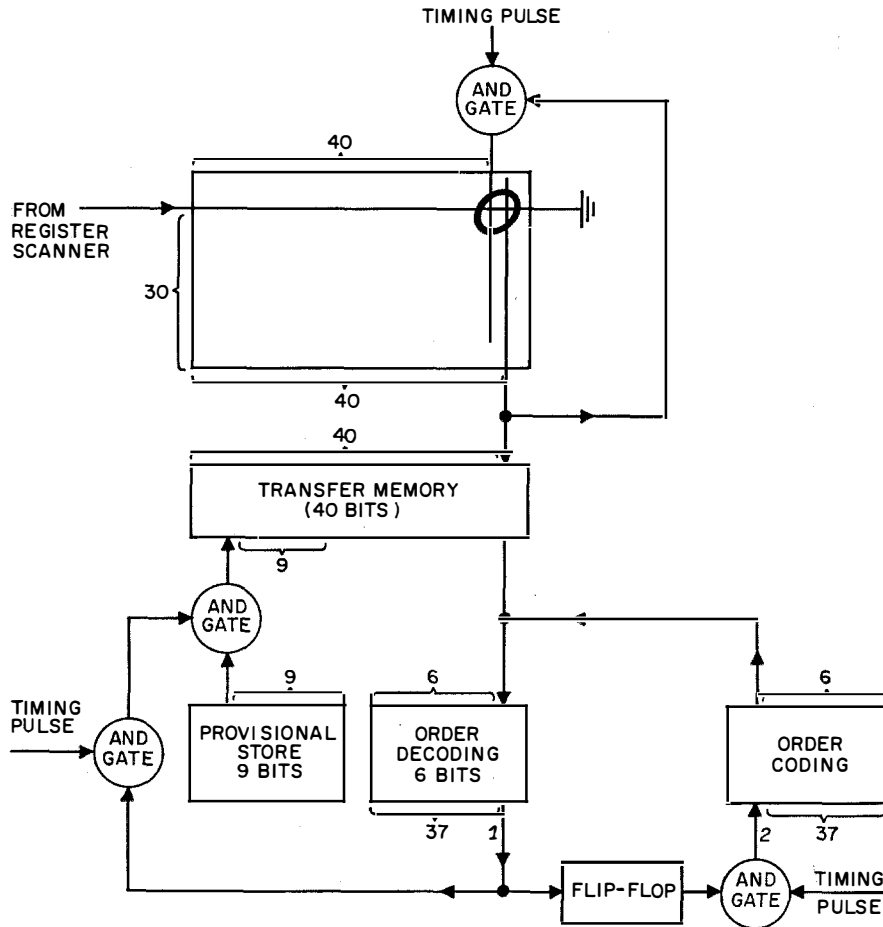 TIMING PULSE
AND
GATE
40
FROM
REGISTER
SCANNER
30
40
40
TRANSFER MEMORY
(40 BITS)
9
AND
GATE
9
6
6
TIMING
PULSE
AND
GATE
PROVISIONAL
STORE
9 BITS
ORDER
DECODING
6 BITS
ORDER
CODING
37
1
2
37
FLIP-FLOP
AND
GATE
TIMING
PULSE